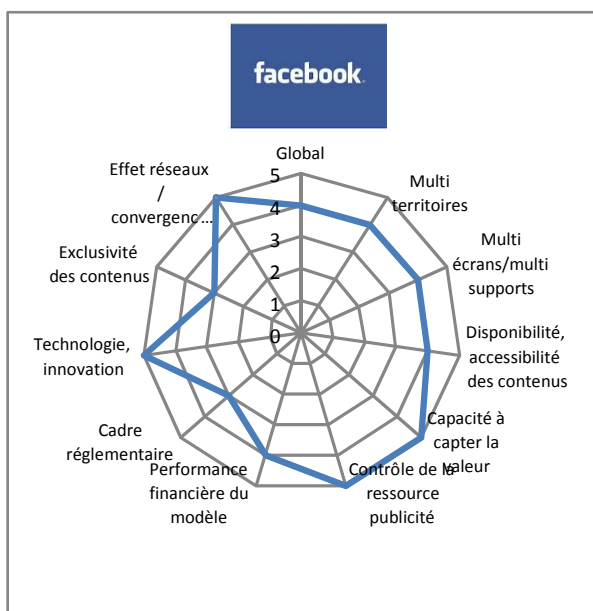 facebook.
Global
5
4
3
2
1
0
Multi
territoires
Multi
écrans/multi
supports
Disponibilité,
accessibilité
des contenus
Capacité à
capter la
valeur
Contrôle de la
ressource
publicité
Performance
financière du
modèle
Cadre
réglementaire
Technologie,
innovation
Exclusivité
des contenus
Effet réseaux
/
convergenc…